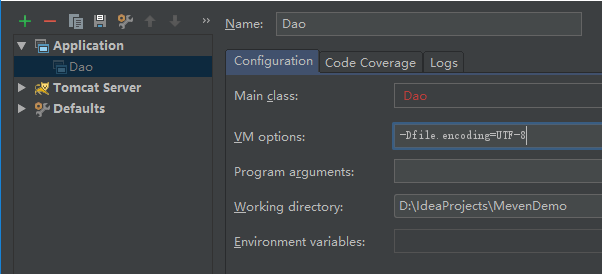 Name: Dao
Application
Dao
Tomcat Server
Defaults
Configuration Code Coverage Logs
Main class: Dao
VM options: -Dfile.encoding=UTF-8
Program arguments:
Working directory: D:\IdeaProjects\MevenDemo
Environment variables: